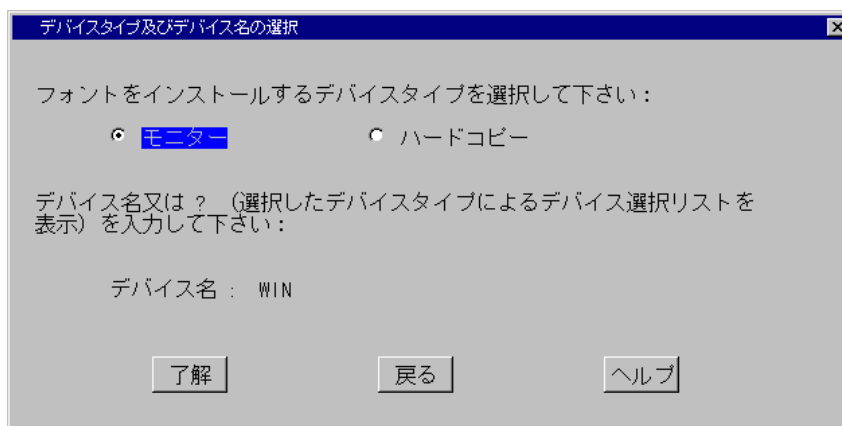 デバイスタイプ及びデバイス名の選択
フォントをインストールするデバイスタイプを選択して下さい：
モニター ハードコピー
デバイス名又は ? （選択したデバイスタイプによるデバイス選択リストを
表示）を入力して下さい：
デバイス名 : WIN
了解 戻る ヘルプ